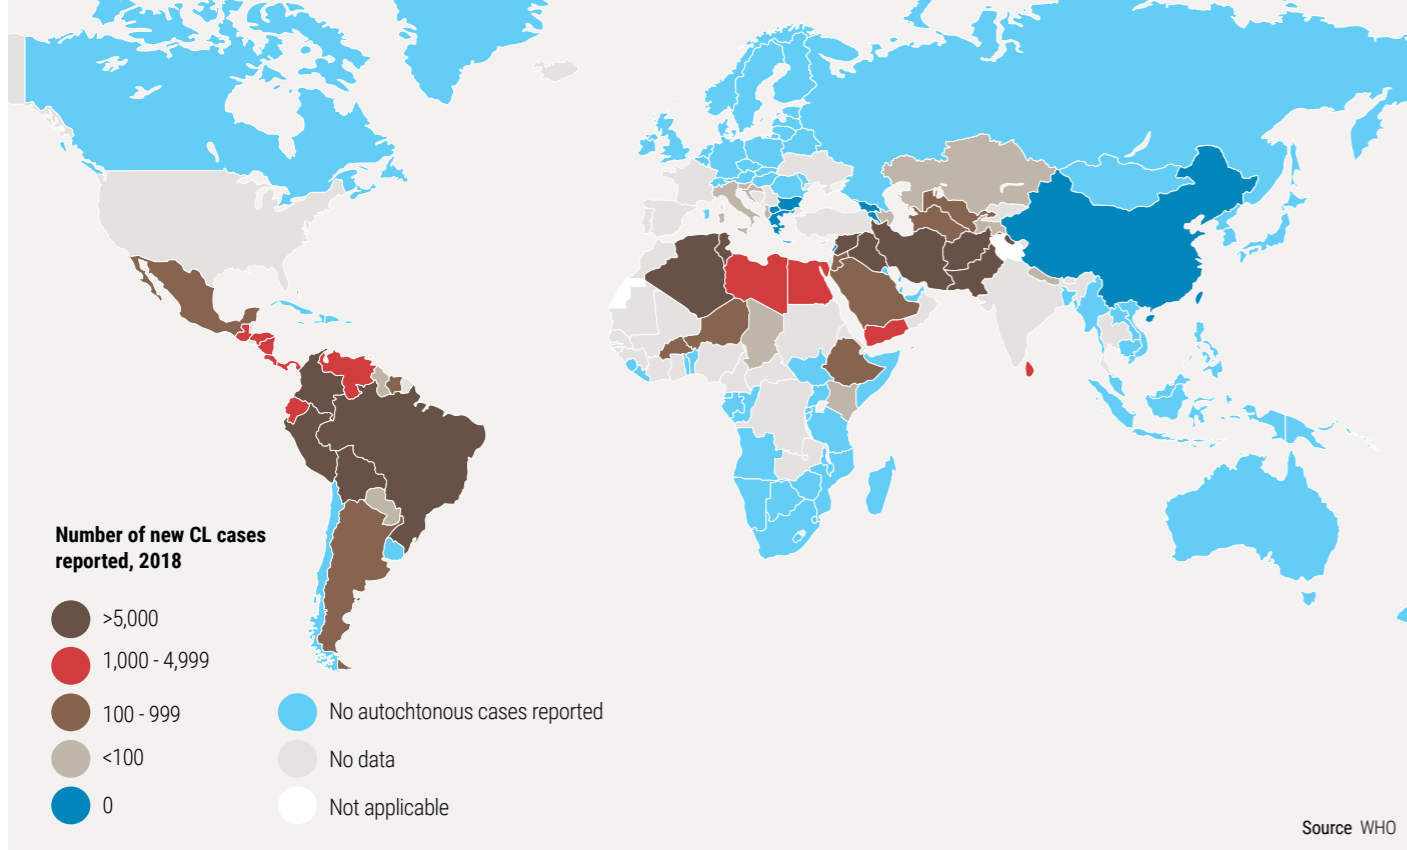 Number of new CL cases
reported, 2018
>5,000
1,000 - 4,999
100 - 999
<100
0
No autochtonous cases reported
No data
Not applicable
Source WHO